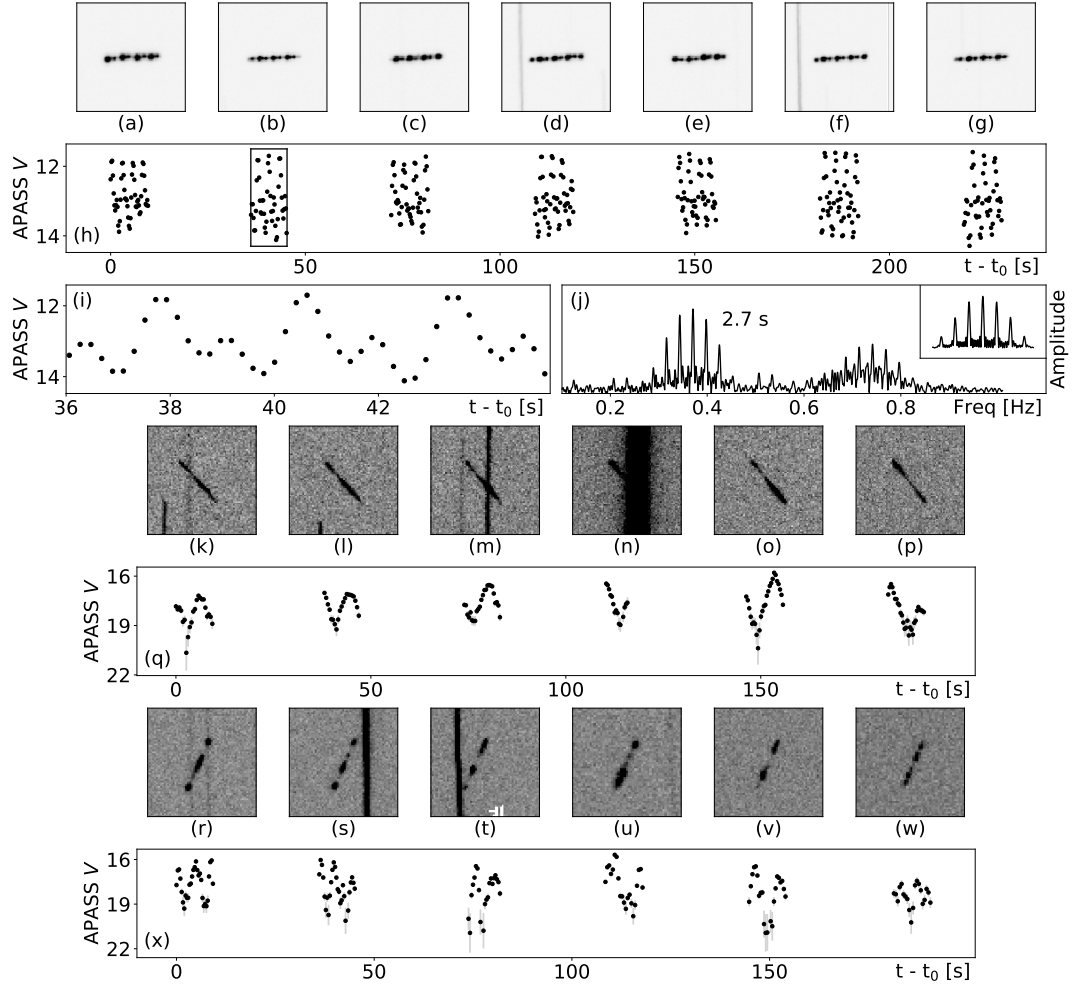 (a) (b) (c) (d) (e) (f) (g)
APASS V
12
14
(h)
0 50 100 150 200 t - t₀ [s]
(i)
APASS V
12
14
36 38 40 42 t - t₀ [s]
(j)
2.7 s
Amplitude
0.2 0.4 0.6 0.8 Freq [Hz]
(k) (l) (m) (n) (o) (p)
APASS V
16
19
22
(q)
0 50 100 150 t - t₀ [s]
(r) (s) (t) (u) (v) (w)
APASS V
16
19
22
(x)
0 50 100 150 t - t₀ [s]